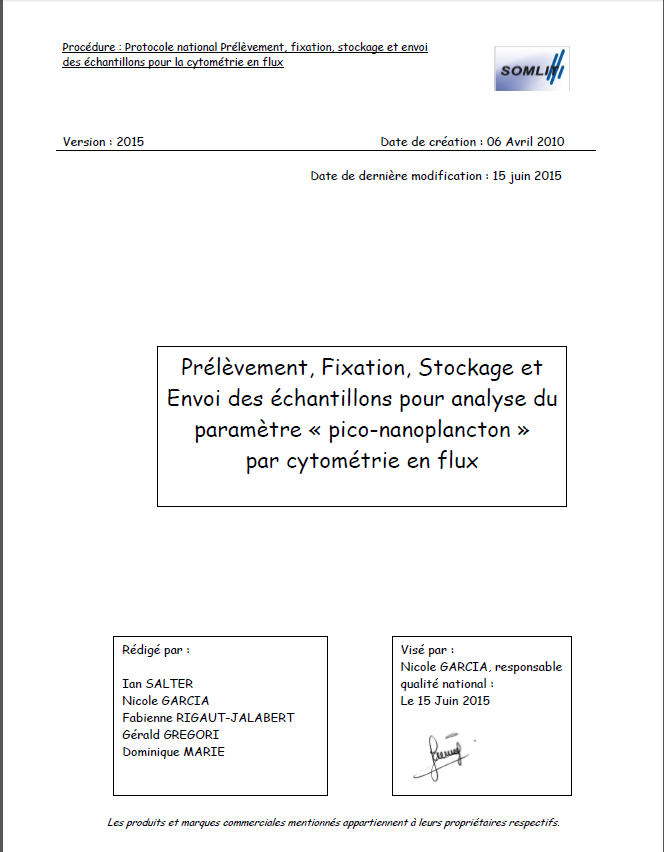 Procédure : Protocole national Prélèvement, fixation, stockage et envoi
des échantillons pour la cytométrie en flux
SOMLIT
Version : 2015 Date de création : 06 Avril 2010
Date de dernière modification : 15 juin 2015
Prélèvement, Fixation, Stockage et
Envoi des échantillons pour analyse du
paramètre « pico-nanoplancton »
par cytométrie en flux
Rédigé par :
Ian SALTER
Nicole GARCIA
Fabienne RIGAUT-JALABERT
Gérald GREGORI
Dominique MARIE
Visé par :
Nicole GARCIA, responsable
qualité national :
Le 15 Juin 2015
Les produits et marques commerciales mentionnés appartiennent à leurs propriétaires respectifs.